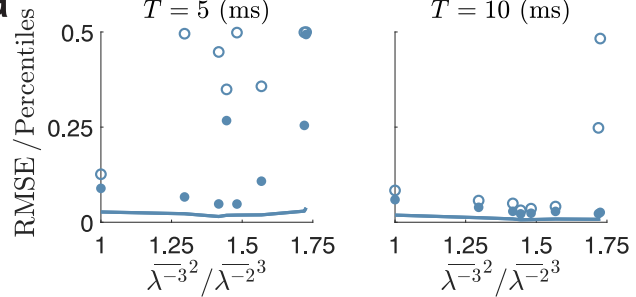 T = 5 (ms)
T = 10 (ms)
RMSE/Percentiles
0.5
0.25
0
1
1.25
1.5
1.75
1
1.25
1.5
1.75
$\overline{\lambda^{-3}}^2/\overline{\lambda^{-2}}^3$
$\overline{\lambda^{-3}}^2/\overline{\lambda^{-2}}^3$